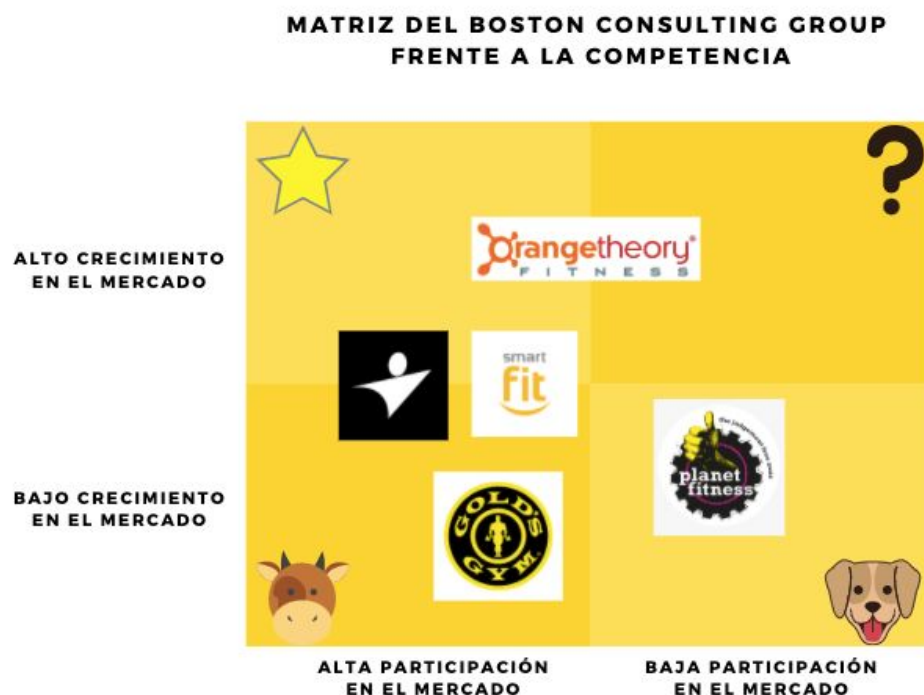 MATRIZ DEL BOSTON CONSULTING GROUP
FRENTE A LA COMPETENCIA
?
ALTO CRECIMIENTO
EN EL MERCADO
orangetheory®
FITNESS
smart
fit
BAJO CRECIMIENTO
EN EL MERCADO
planet
fitness
GOLD'S
GYM
ALTA PARTICIPACIÓN
EN EL MERCADO
BAJA PARTICIPACIÓN
EN EL MERCADO